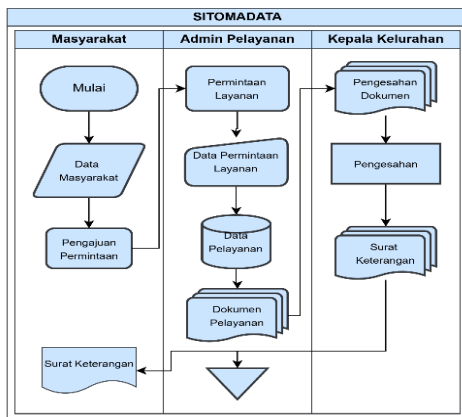 SITOMADATA
Masyarakat
Admin Pelayanan
Kepala Kelurahan
Mulai
Data
Masyarakat
Pengajuan
Permintaan
Surat Keterangan
Permintaan
Layanan
Data Permintaan
Layanan
Data
Pelayanan
Dokumen
Pelayanan
Pengesahan
Dokumen
Pengesahan
Surat
Keterangan